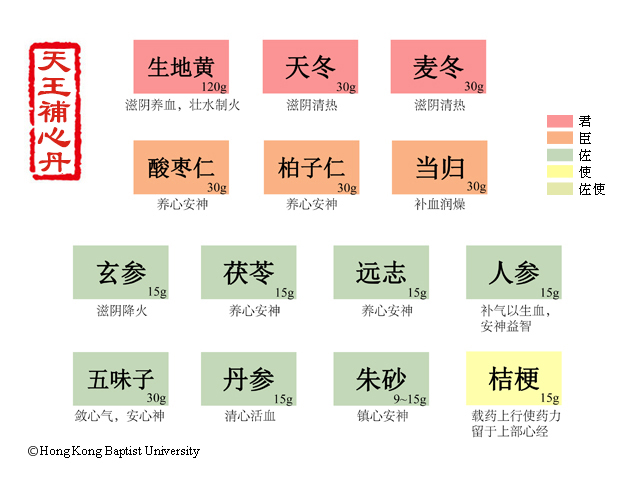 天王補心丹
生地黄 天冬 麦冬
120g 30g 30g
滋阴养血，壮水制火 滋阴清热 滋阴清热
君
臣
佐
使
佐使
酸枣仁 柏子仁 当归
30g 30g 30g
养心安神 养心安神 补血润燥
玄参 茯苓 远志 人参
15g 15g 15g 15g
滋阴降火 养心安神 养心安神 补气以生血，
安神益智
五味子 丹参 朱砂 桔梗
30g 15g 9~15g 15g
敛心气，安心神 清心活血 镇心安神 载药上行使药力
留于上部心经
©Hong Kong Baptist University